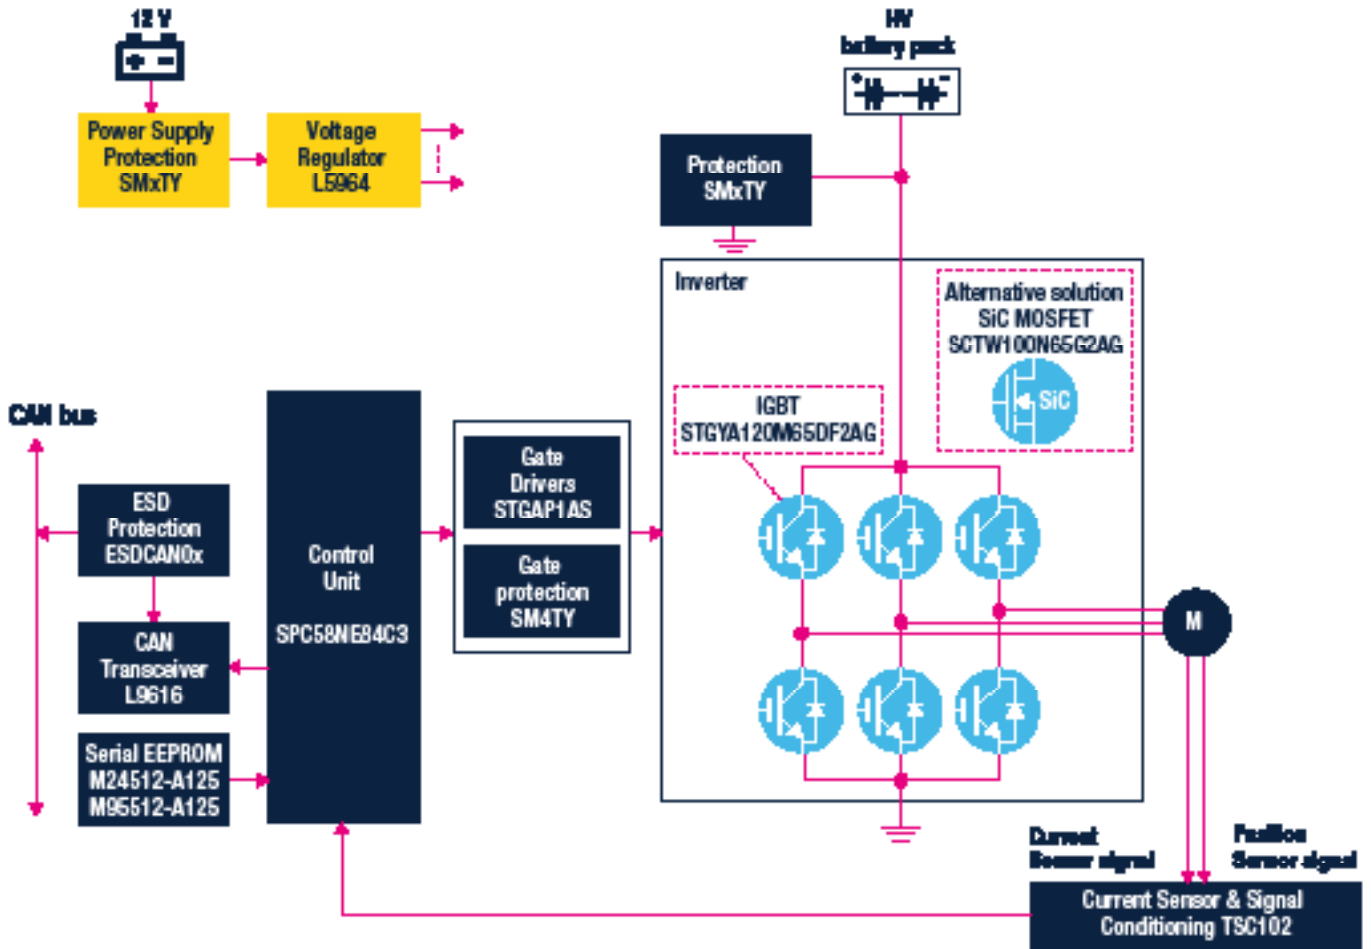 12 V
HV
battery pack
Power Supply
Protection
SMxTY
Voltage
Regulator
L5964
Protection
SMxTY
Inverter
Alternative solution
SiC MOSFET
SCTW100N65G2AG
SiC
IGBT
STGYA120M65DF2AG
CAN bus
ESD
Protection
ESDCAN0x
CAN
Transceiver
L9616
Serial EEPROM
M24512-A125
M95512-A125
Control
Unit
SPC58NE84C3
Gate
Drivers
STGAP1AS
Gate
protection
SM4TY
M
Current
Sensor signal
Position
Sensor signal
Current Sensor & Signal
Conditioning TSC102